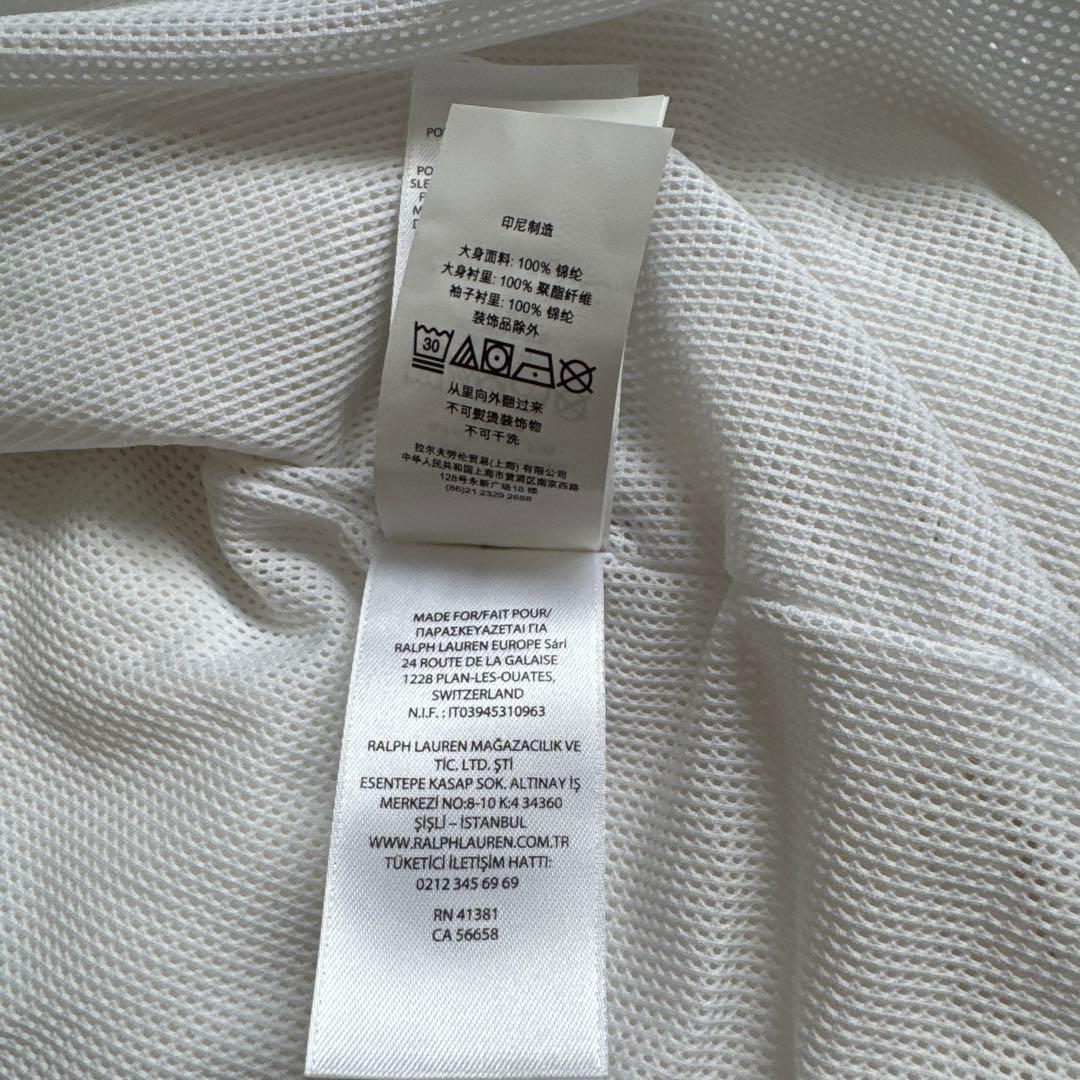 PO
PO
SLE
M
D
印尼制造
大身面料: 100% 锦纶
大身衬里: 100% 聚酯纤维
袖子衬里: 100% 锦纶
装饰品除外
30
从里向外翻过来
不可熨烫装饰物
不可干洗
拉尔夫劳伦贸易(上海) 有限公司
中华人民共和国上海市黄浦区南京西路
128号永新广场18 楼
(86)21 2329 2688
MADE FOR/FAIT POUR/
ΠΑΡΑΣΚΕΥΑΖΕΤΑΙ ΓΙΑ
RALPH LAUREN EUROPE Sárl
24 ROUTE DE LA GALAISE
1228 PLAN-LES-OUATES,
SWITZERLAND
N.I.F. : IT03945310963
RALPH LAUREN MAĞAZACILIK VE
TİC. LTD. ŞTİ
ESENTEPE KASAP SOK. ALTINAY İŞ
MERKEZİ NO:8-10 K:4 34360
ŞİŞLİ – İSTANBUL
WWW.RALPHLAUREN.COM.TR
TÜKETİCİ İLETİŞİM HATTI:
0212 345 69 69
RN 41381
CA 56658